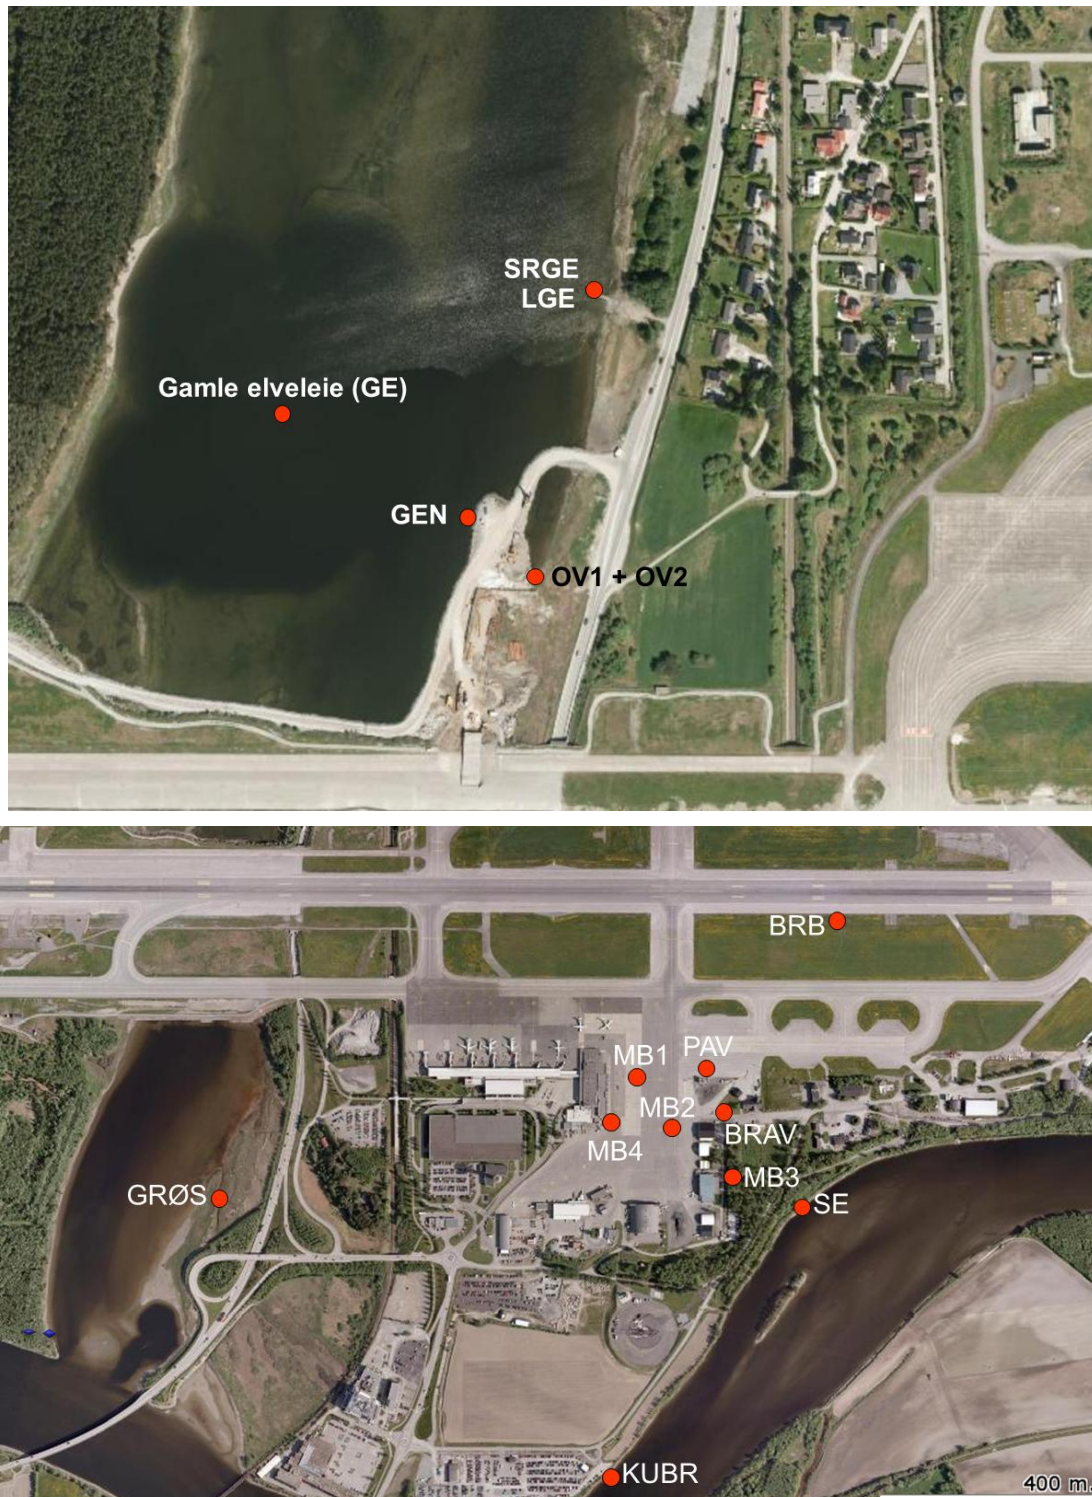 SRGE
LGE
Gamle elveleie (GE)
GEN
OV1 + OV2
BRB
MB1
PAV
MB2
BRAV
MB4
MB3
GRØS
SE
KUBR
400 m